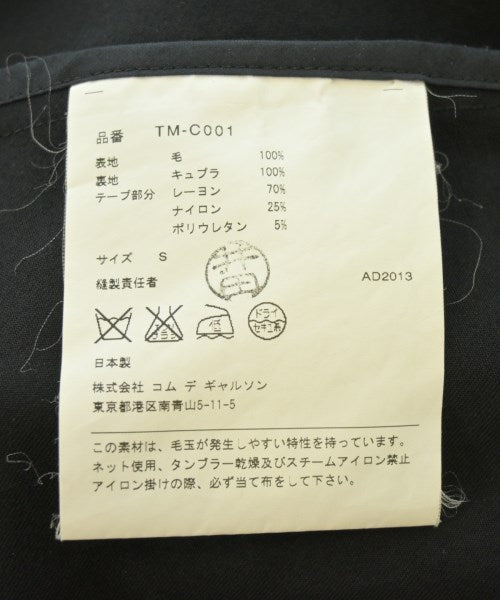 品番 TM-C001
表地 毛 100%
裏地 キュプラ 100%
テープ部分 レーヨン 70%
ナイロン 25%
ポリウレタン 5%
サイズ S
縫製責任者 AD2013
低 ドライ セキユ系
日本製
株式会社 コム デ ギャルソン
東京都港区南青山5-11-5
この素材は、毛玉が発生しやすい特性を持っています。
ネット使用、タンブラー乾燥及びスチームアイロン禁止
アイロン掛けの際、必ず当て布をして下さい。